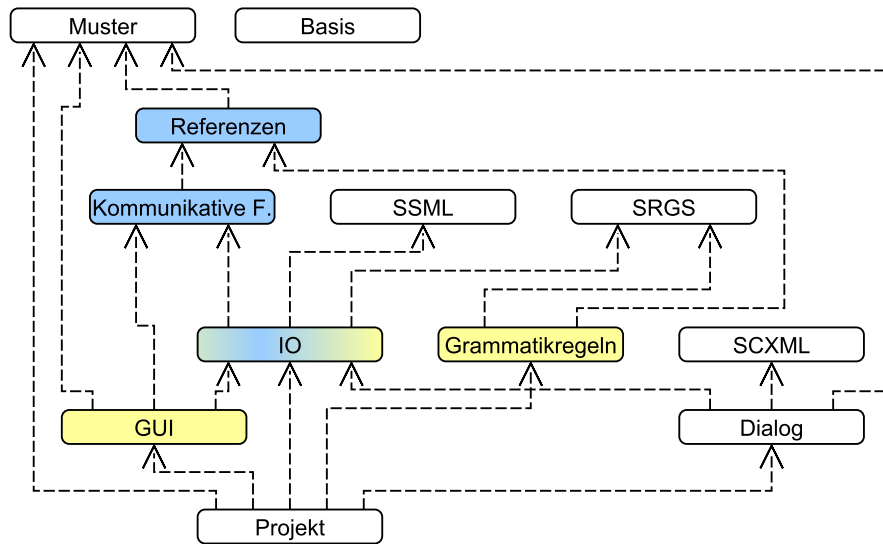 Muster
Basis
Referenzen
Kommunikative F.
SSML
SRGS
IO
Grammatikregeln
SCXML
GUI
Dialog
Projekt